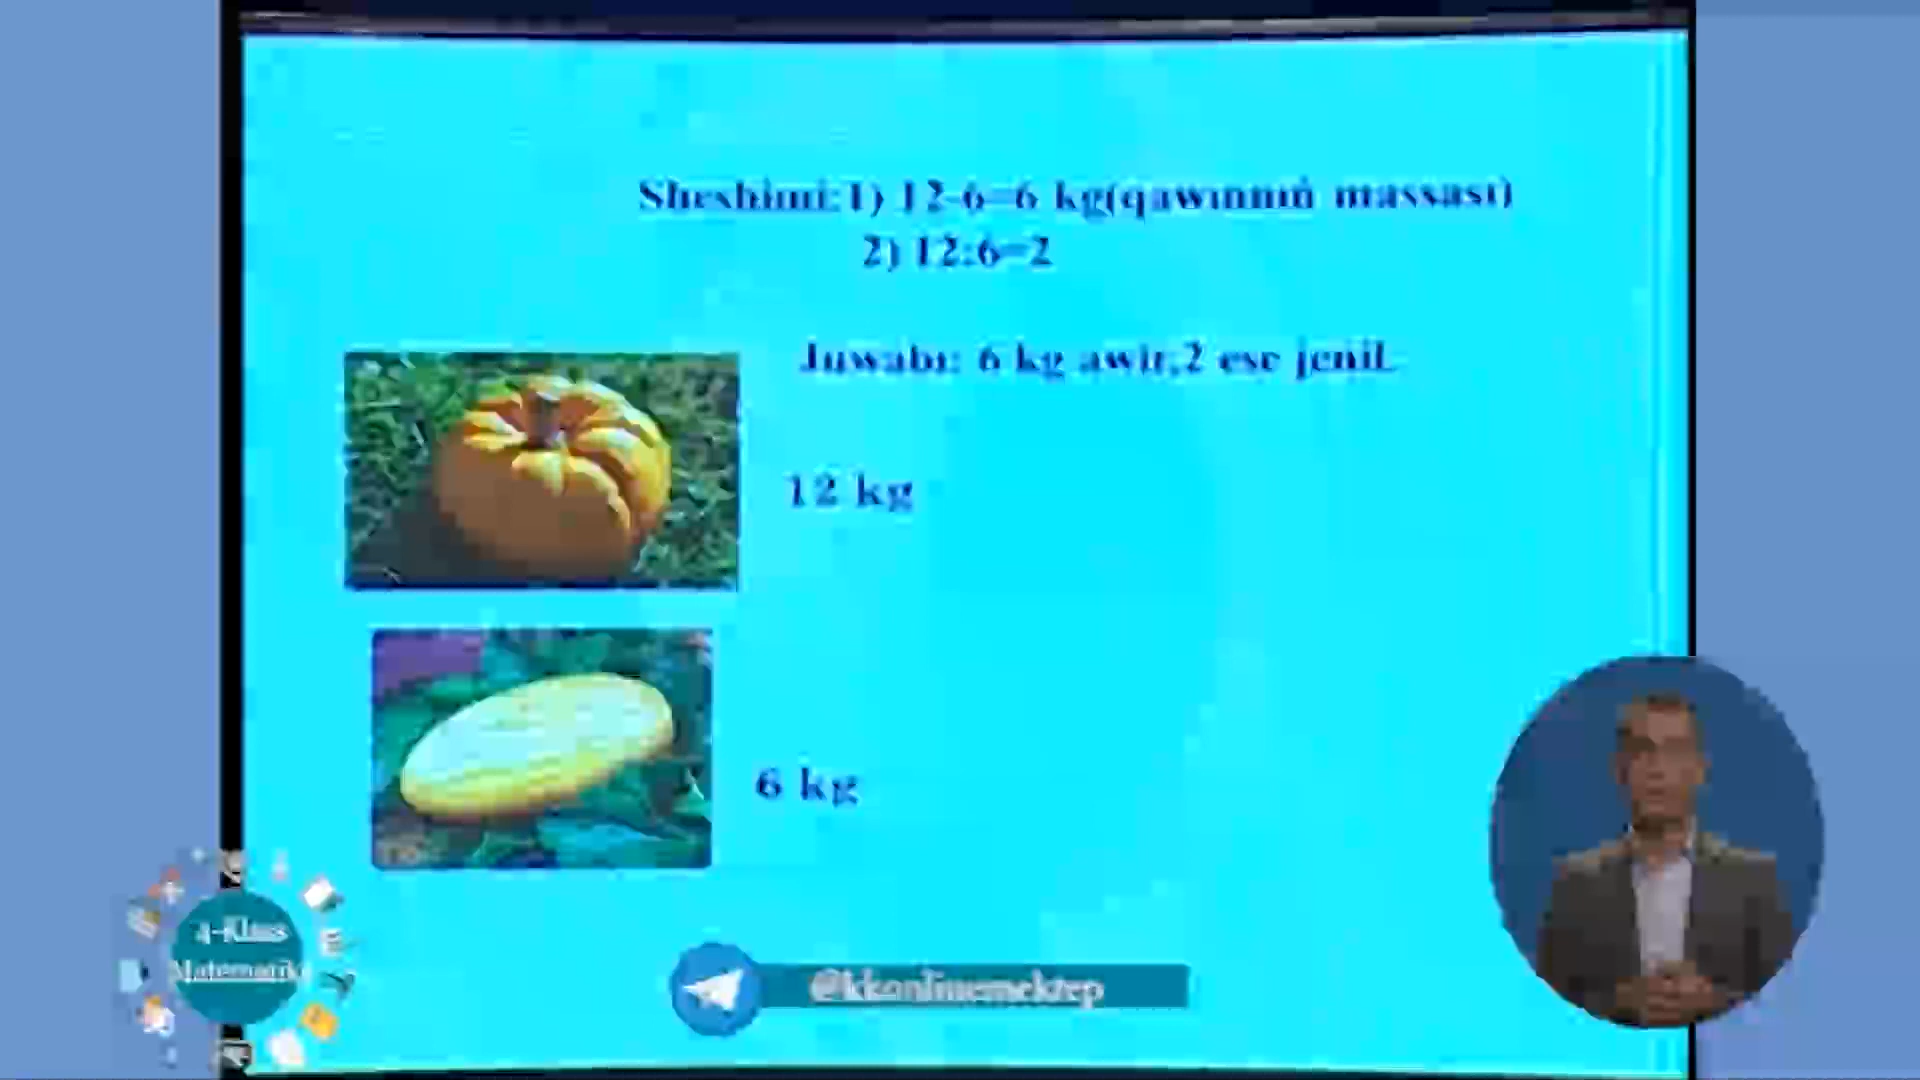 Sheshimi:1) 12-6=6 kg(qawınnıń massası)
2) 12:6=2
Juwabı: 6 kg awır,2 ese jeńil.
12 kg
6 kg
4-Klass
Matematika
@kkonlinemektep